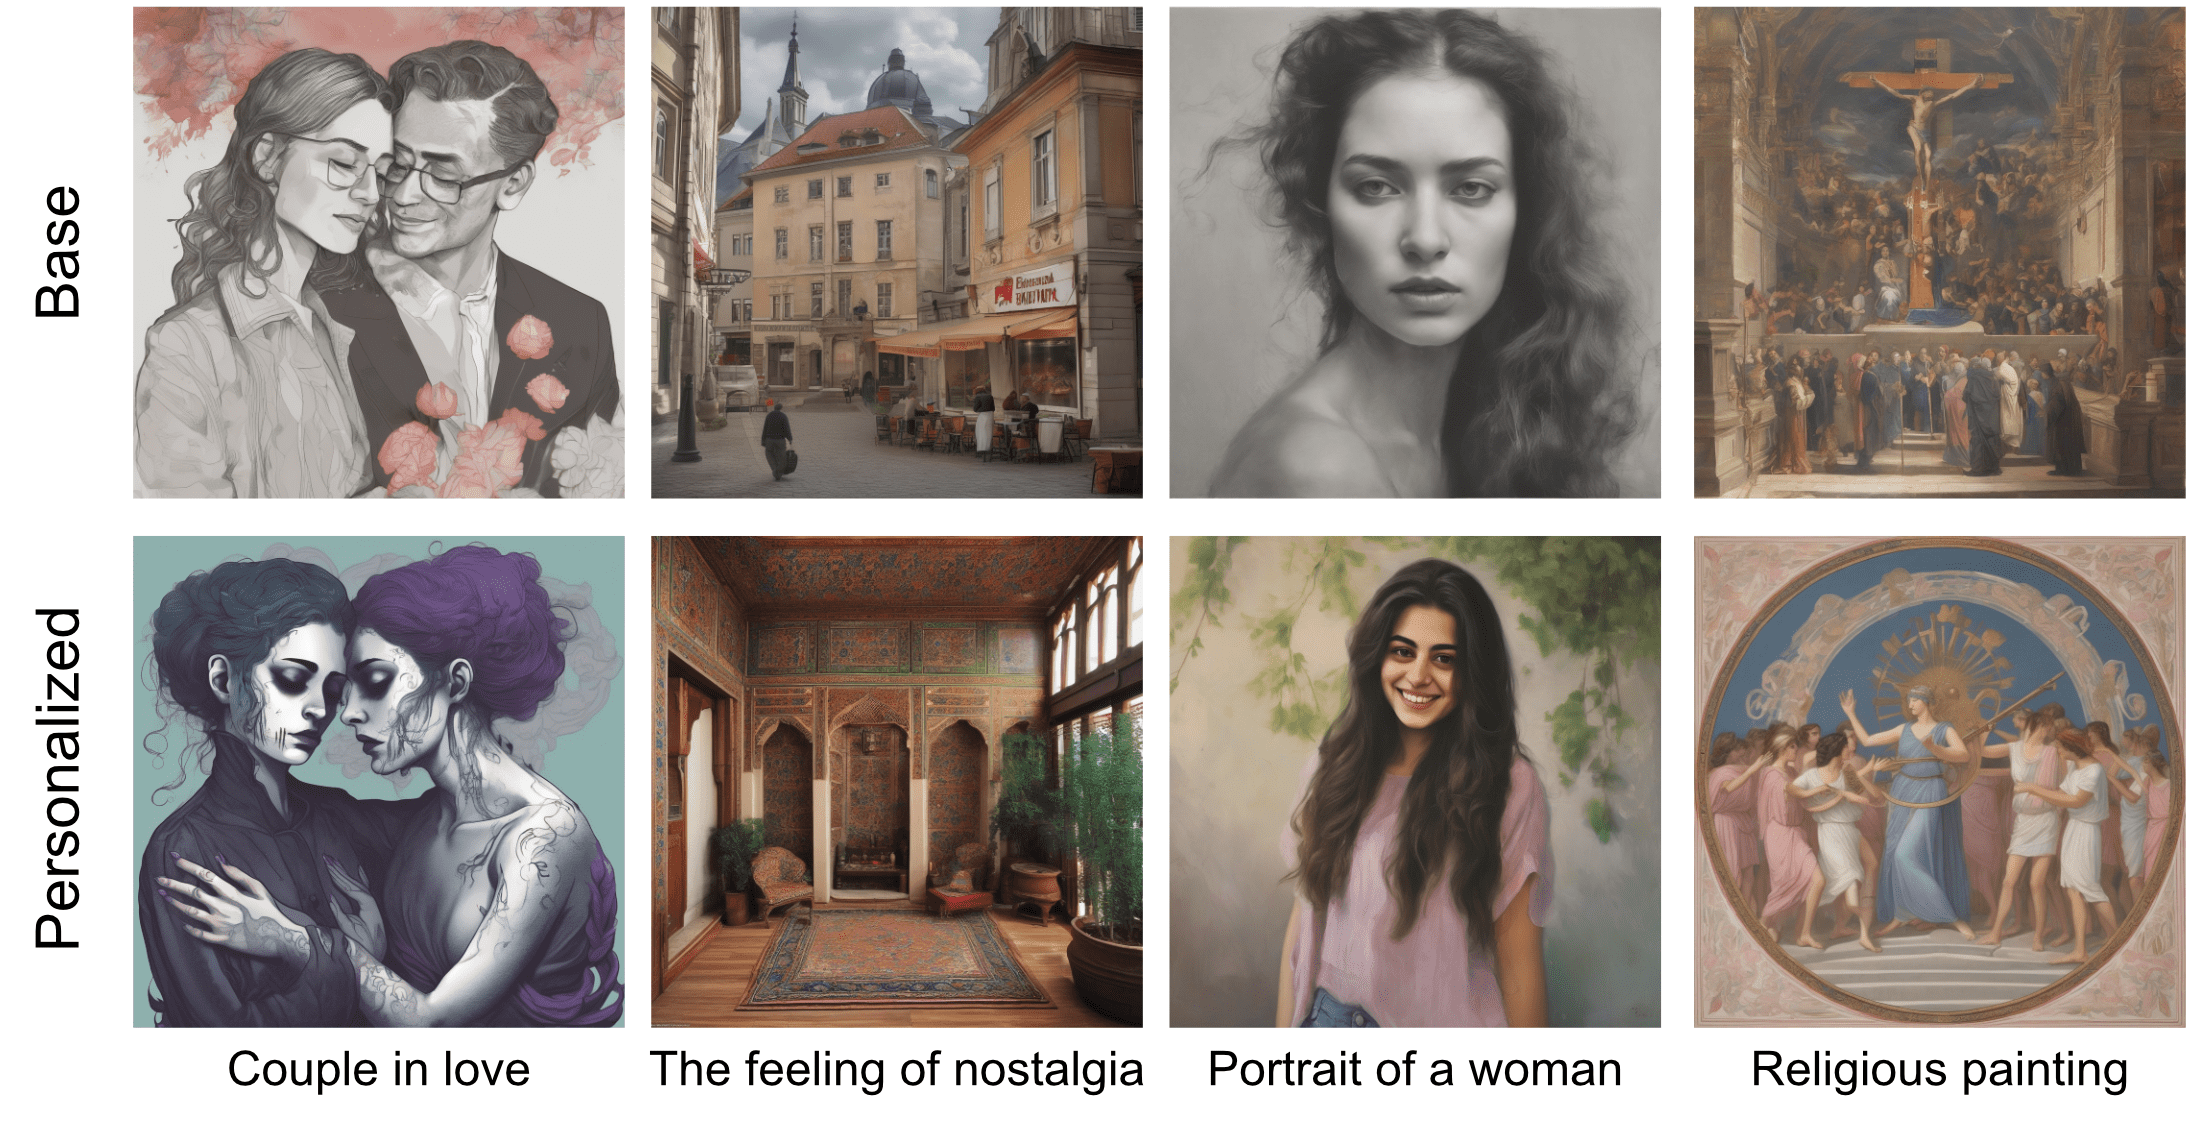 Base
Personalized
Couple in love
The feeling of nostalgia
Portrait of a woman
Religious painting